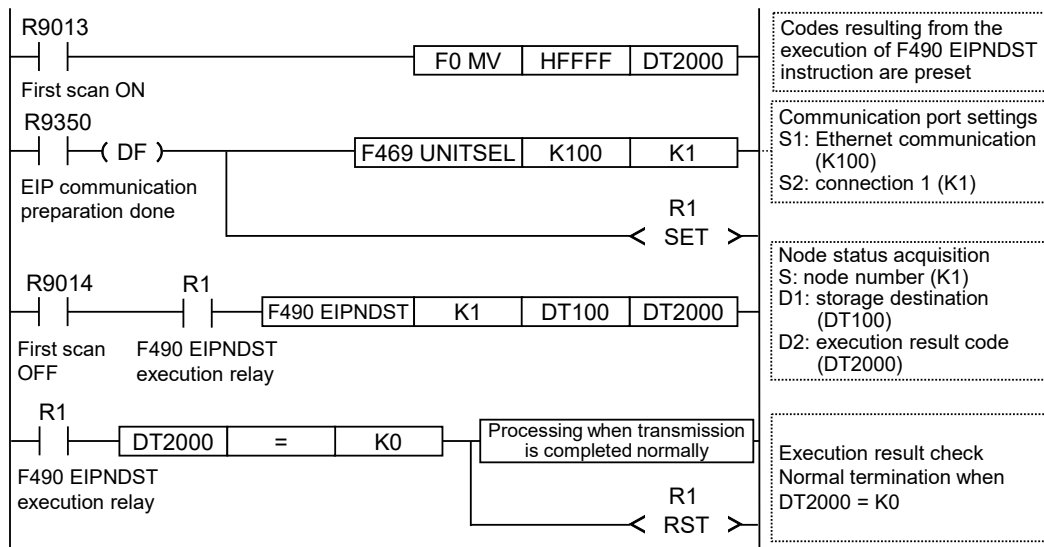 R9013
F0 MV HFFFF DT2000
First scan ON
Codes resulting from the
execution of F490 EIPNDST
instruction are preset
R9350
( DF )
F469 UNITSEL K100 K1
EIP communication
preparation done
R1
< SET >
Communication port settings
S1: Ethernet communication
(K100)
S2: connection 1 (K1)
R9014 R1
F490 EIPNDST K1 DT100 DT2000
First scan
OFF
F490 EIPNDST
execution relay
Node status acquisition
S: node number (K1)
D1: storage destination
(DT100)
D2: execution result code
(DT2000)
R1
DT2000 = K0
Processing when transmission
is completed normally
F490 EIPNDST
execution relay
R1
< RST >
Execution result check
Normal termination when
DT2000 = K0